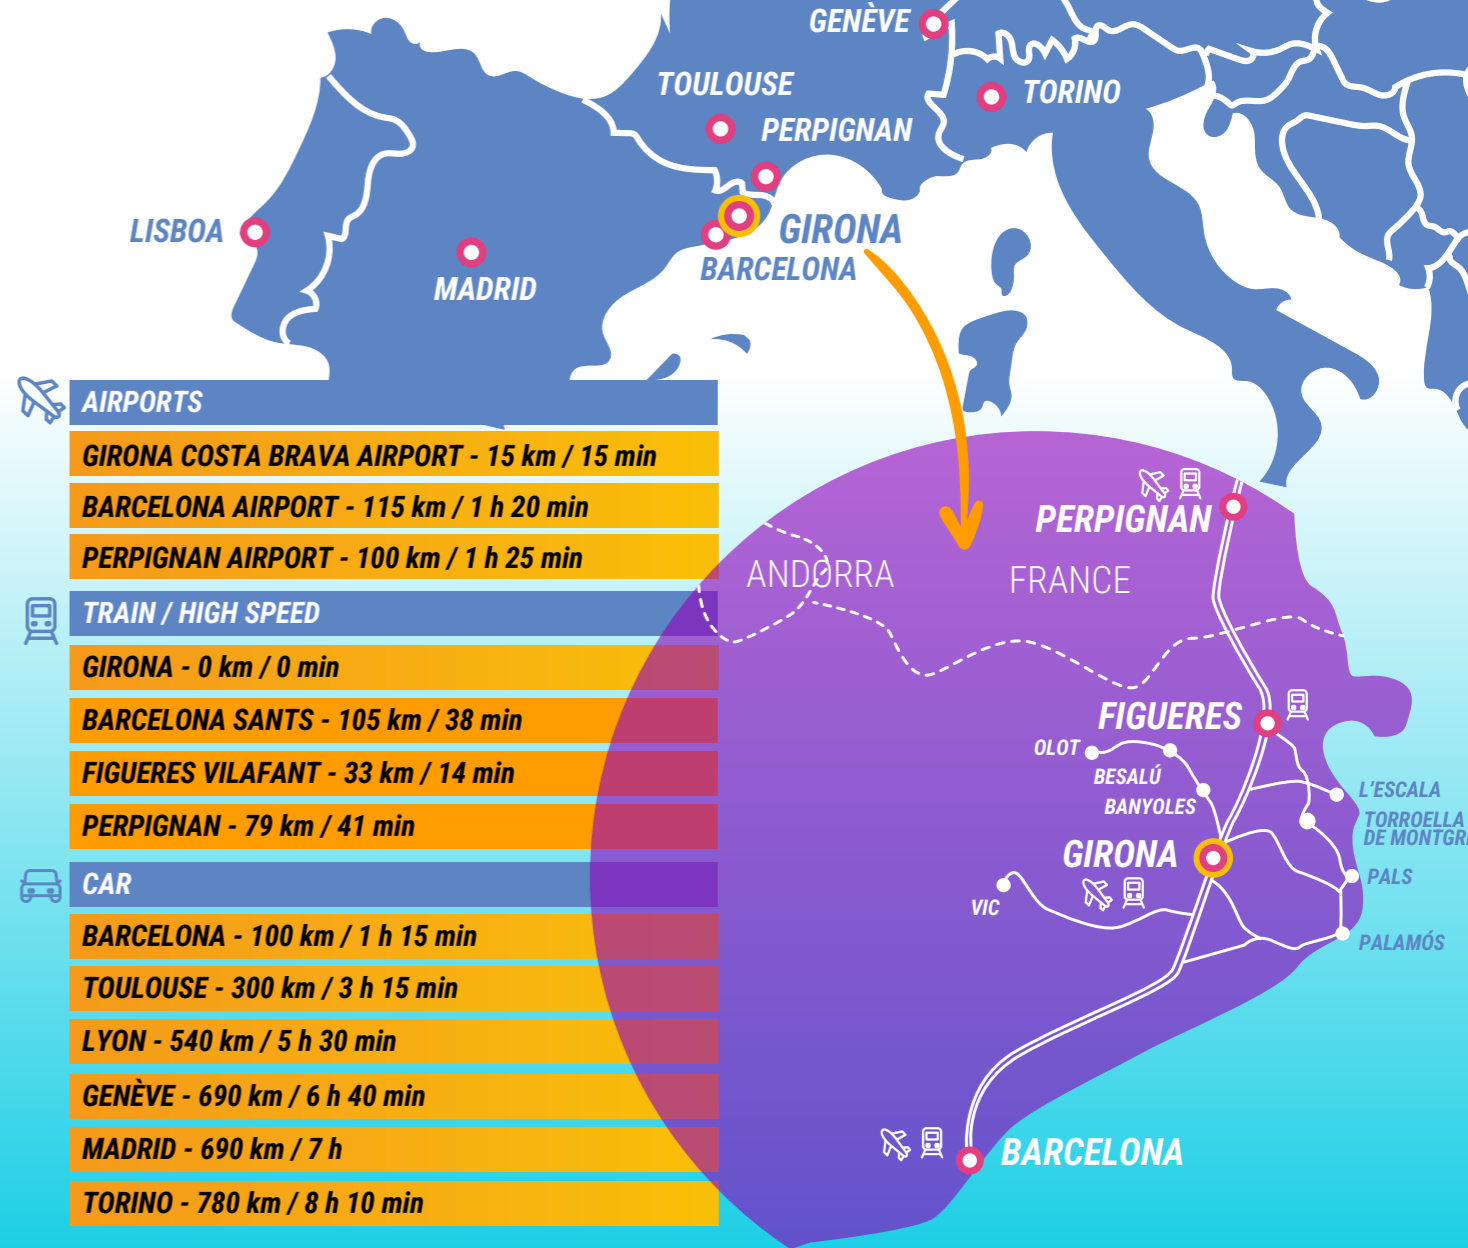 GENÈVE
TOULOUSE
TORINO
PERPIGNAN
LISBOA
GIRONA
MADRID
BARCELONA
AIRPORTS
GIRONA COSTA BRAVA AIRPORT - 15 km / 15 min
BARCELONA AIRPORT - 115 km / 1 h 20 min
PERPIGNAN AIRPORT - 100 km / 1 h 25 min
TRAIN / HIGH SPEED
GIRONA - 0 km / 0 min
BARCELONA SANTS - 105 km / 38 min
FIGUERES VILAFANT - 33 km / 14 min
PERPIGNAN - 79 km / 41 min
CAR
BARCELONA - 100 km / 1 h 15 min
TOULOUSE - 300 km / 3 h 15 min
LYON - 540 km / 5 h 30 min
GENÈVE - 690 km / 6 h 40 min
MADRID - 690 km / 7 h
TORINO - 780 km / 8 h 10 min
PERPIGNAN
ANDORRA
FRANCE
FIGUERES
OLOT
BESALÚ
BANYOLES
L'ESCALA
TORROELLA
DE MONTGR
GIRONA
PALS
VIC
PALAMÓS
BARCELONA